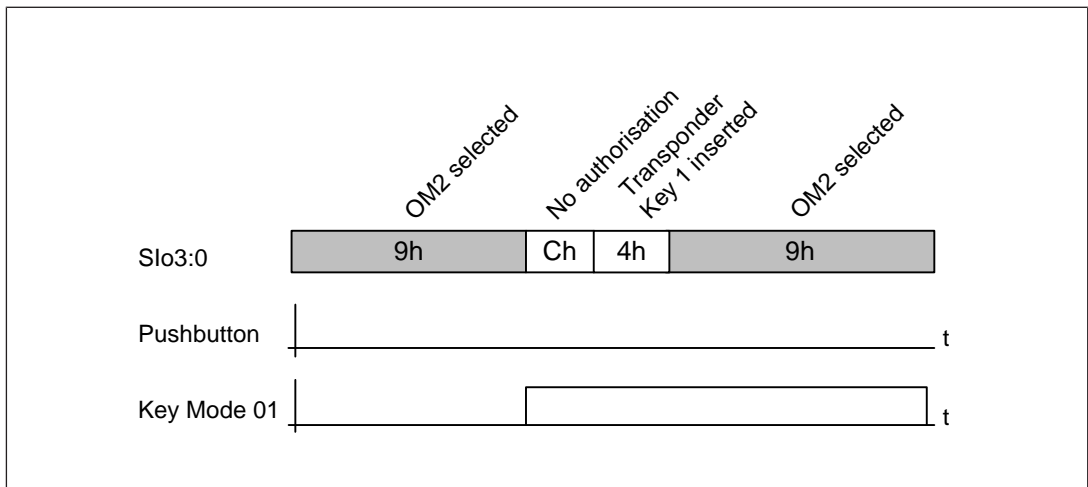 OM2 selected
No authorisation
Transponder
Key 1 inserted
OM2 selected
SIo3:0
9h
Ch
4h
9h
Pushbutton
t
Key Mode 01
t